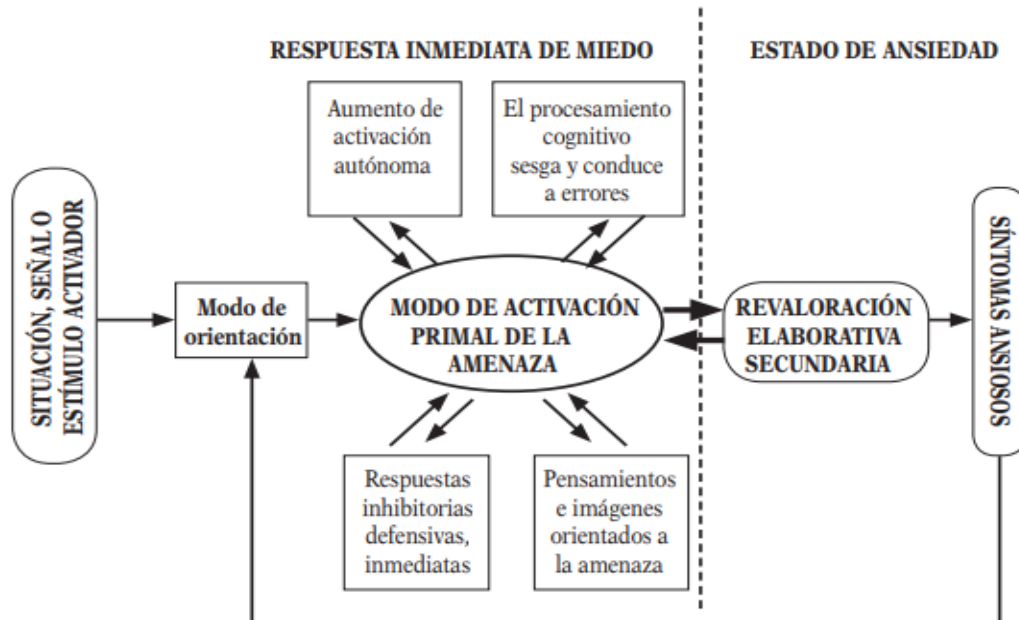 RESPUESTA INMEDIATA DE MIEDO
ESTADO DE ANSIEDAD
Aumento de
activación
autónoma
El procesamiento
cognitivo
sesga y conduce
a errores
SITUACIÓN, SEÑAL O
ESTÍMULO ACTIVADOR
Modo de
orientación
MODO DE ACTIVACIÓN
PRIMAL DE LA
AMENAZA
REVALORACIÓN
ELABORATIVA
SECUNDARIA
SÍNTOMAS ANSIOSOS
Respuestas
inhibitorias
defensivas,
inmediatas
Pensamientos
e imágenes
orientados a
la amenaza